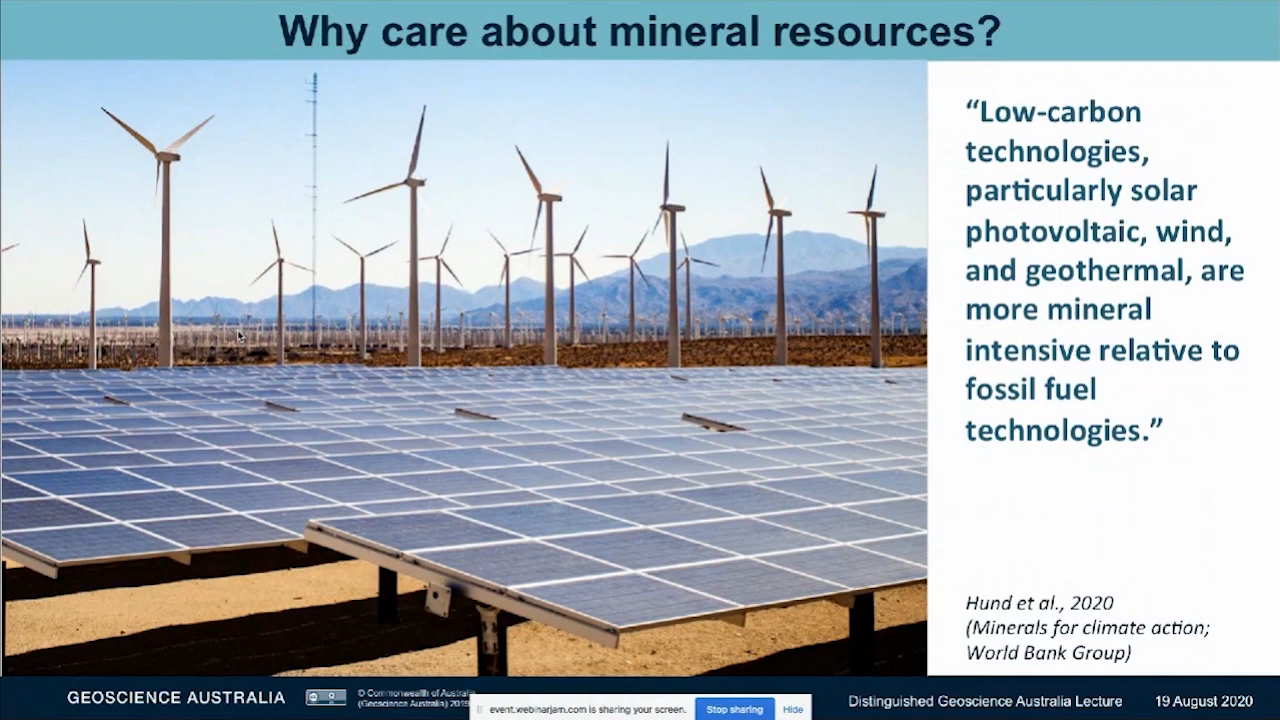 Why care about mineral resources?
“Low-carbon
technologies,
particularly solar
photovoltaic, wind,
and geothermal, are
more mineral
intensive relative to
fossil fuel
technologies.”
Hund et al., 2020
(Minerals for climate action;
World Bank Group)
GEOSCIENCE AUSTRALIA
© Commonwealth of Australia
(Geoscience Australia) 2019
event.webinarjam.com is sharing your screen.
Stop sharing
Hide
Distinguished Geoscience Australia Lecture
19 August 2020